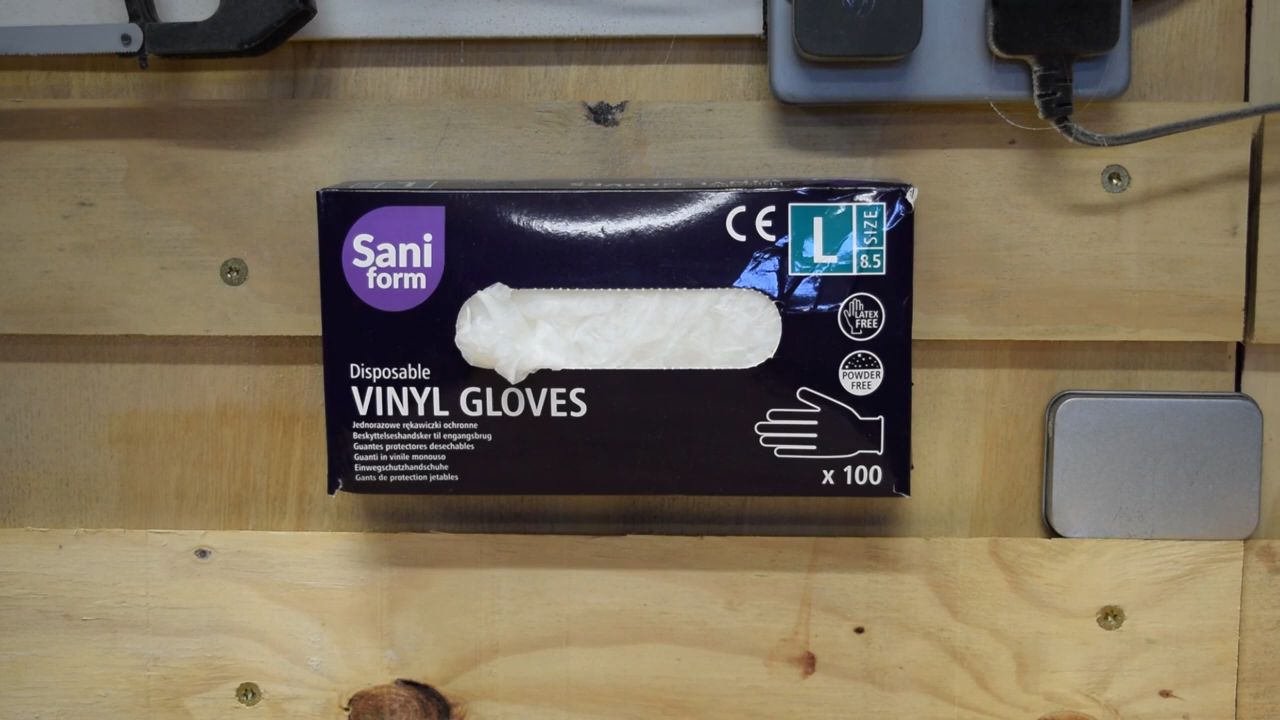 Sani
form
CE
L
SIZE
8.5
LATEX
FREE
POWDER
FREE
Disposable
VINYL GLOVES
Jednorazowe rękawiczki ochronne
Beskyttelseshandsker til engangsbrug
Guantes protectores desechables
Guanti in vinile monouso
Einwegschutzhandschuhe
Gants de protection jetables
x 100